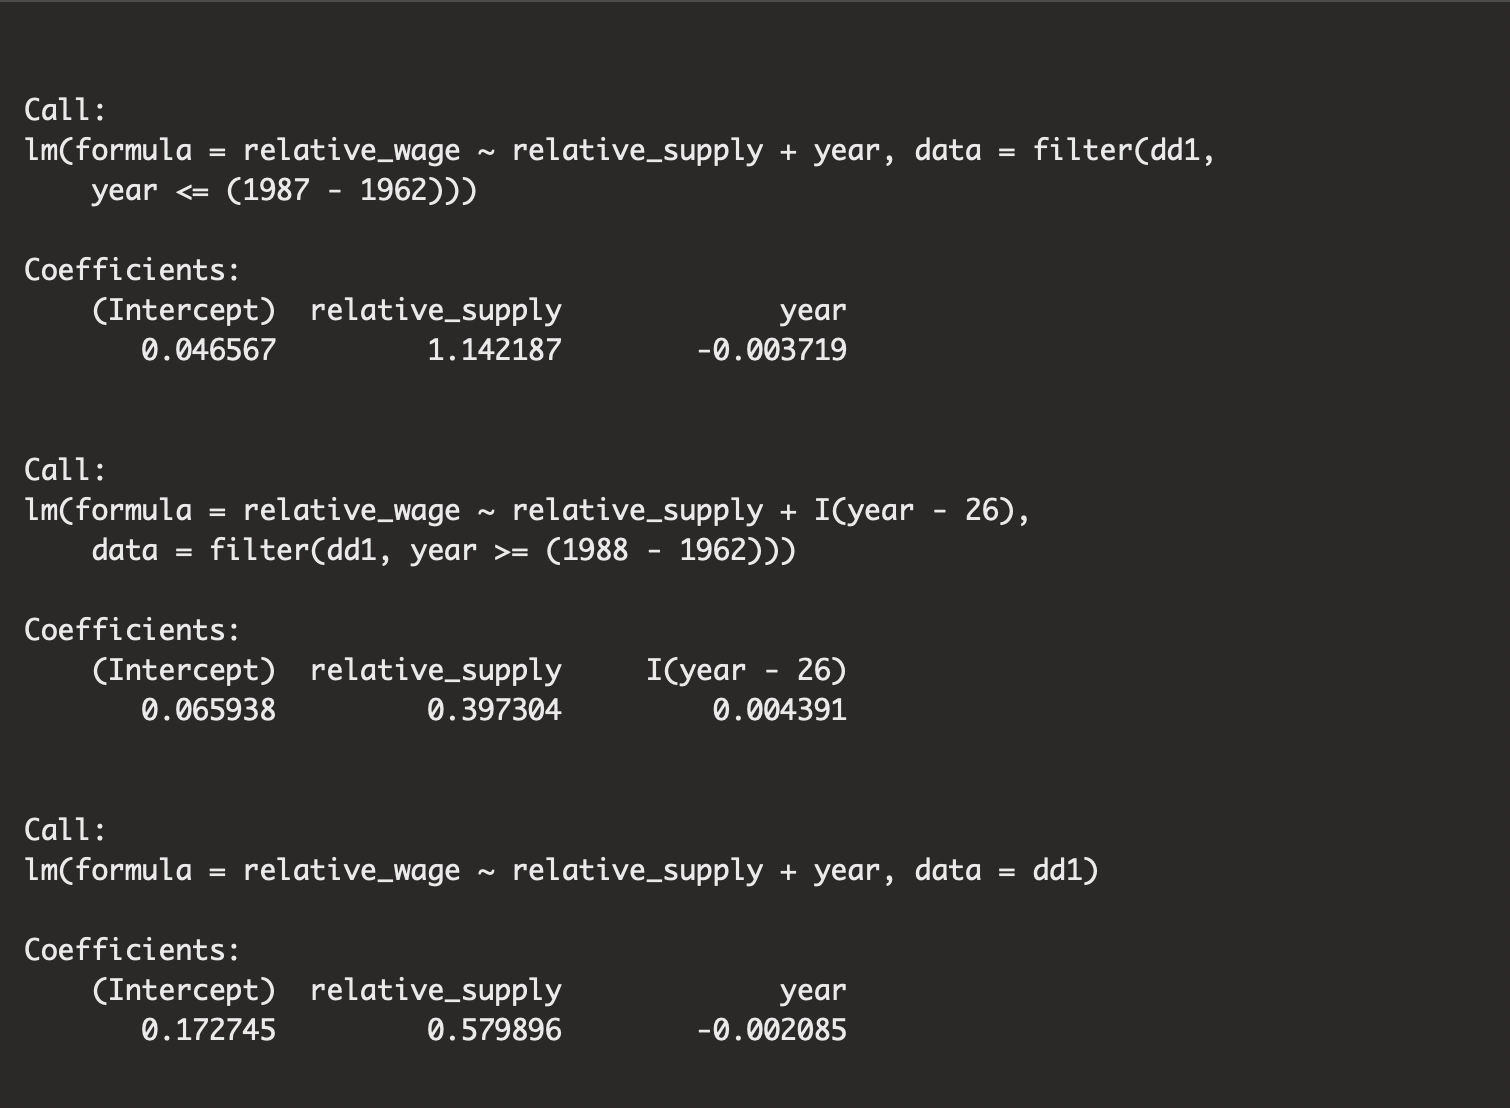 Call:
lm(formula = relative_wage ~ relative_supply + year, data = filter(dd1,
    year <= (1987 - 1962)))
Coefficients:
    (Intercept)  relative_supply             year
       0.046567         1.142187        -0.003719
Call:
lm(formula = relative_wage ~ relative_supply + I(year - 26),
    data = filter(dd1, year >= (1988 - 1962)))
Coefficients:
    (Intercept)  relative_supply     I(year - 26)
       0.065938         0.397304         0.004391
Call:
lm(formula = relative_wage ~ relative_supply + year, data = dd1)
Coefficients:
    (Intercept)  relative_supply             year
       0.172745         0.579896        -0.002085